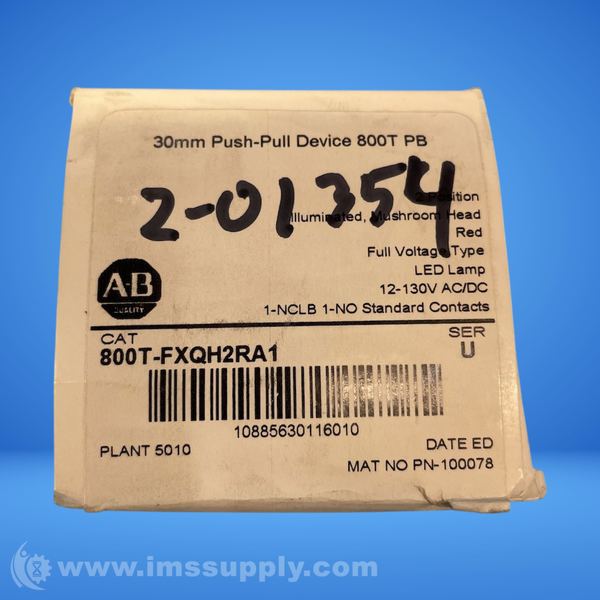 30mm Push-Pull Device 800T PB
2-01354
Position
Illuminated, Mushroom Head
Red
Full Voltage Type
LED Lamp
12-130V AC/DC
1-NCLB 1-NO Standard Contacts
A-B
QUALITY
CAT
SER
800T-FXQH2RA1
U
10885630116010
PLANT 5010
DATE ED
MAT NO PN-100078
www.imssupply.com